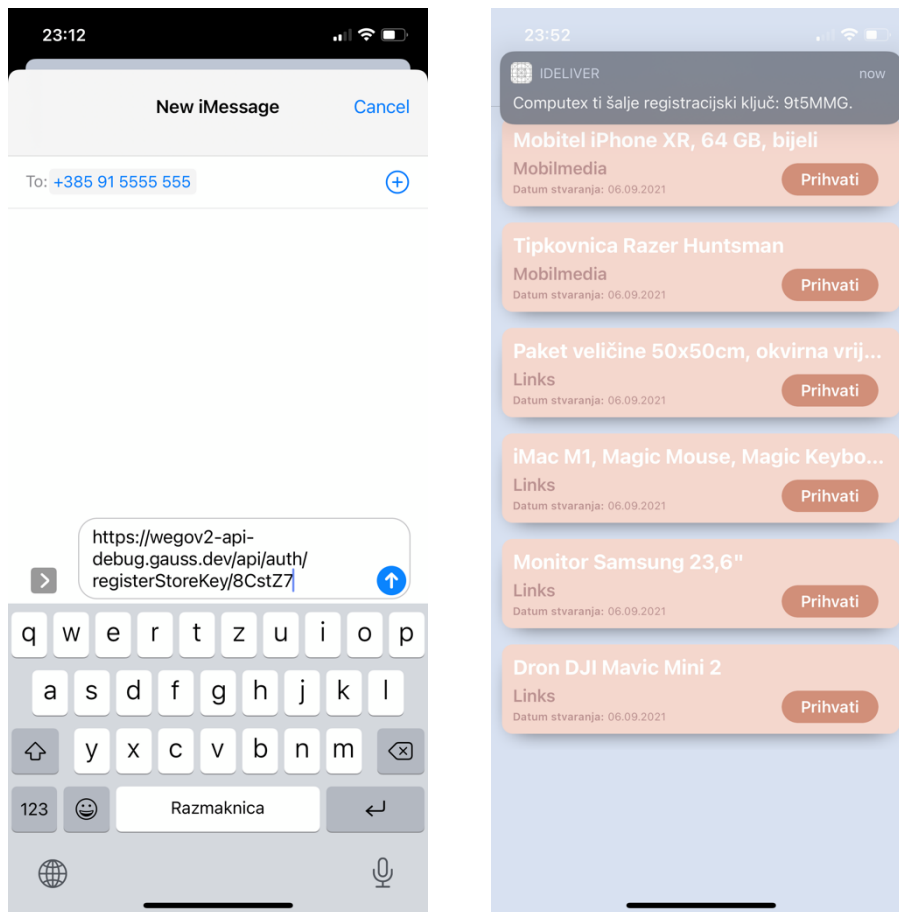 23:12
New iMessage
Cancel
To: +385 91 5555 555
https://wegov2-api-
debug.gauss.dev/api/auth/
registerStoreKey/8CstZ7
q w e r t z u i o p
a s d f g h j k l
y x c v b n m
123
Razmaknica
23:52
IDELIVER
now
Computex ti šalje registracijski ključ: 9t5MMG.
Mobitel iPhone XR, 64 GB, bijeli
Mobilmedia
Datum stvaranja: 06.09.2021
Prihvati
Tipkovnica Razer Huntsman
Mobilmedia
Datum stvaranja: 06.09.2021
Prihvati
Paket veličine 50x50cm, okvirna vrij...
Links
Datum stvaranja: 06.09.2021
Prihvati
iMac M1, Magic Mouse, Magic Keybo...
Links
Datum stvaranja: 06.09.2021
Prihvati
Monitor Samsung 23,6"
Links
Datum stvaranja: 06.09.2021
Prihvati
Dron DJI Mavic Mini 2
Links
Datum stvaranja: 06.09.2021
Prihvati